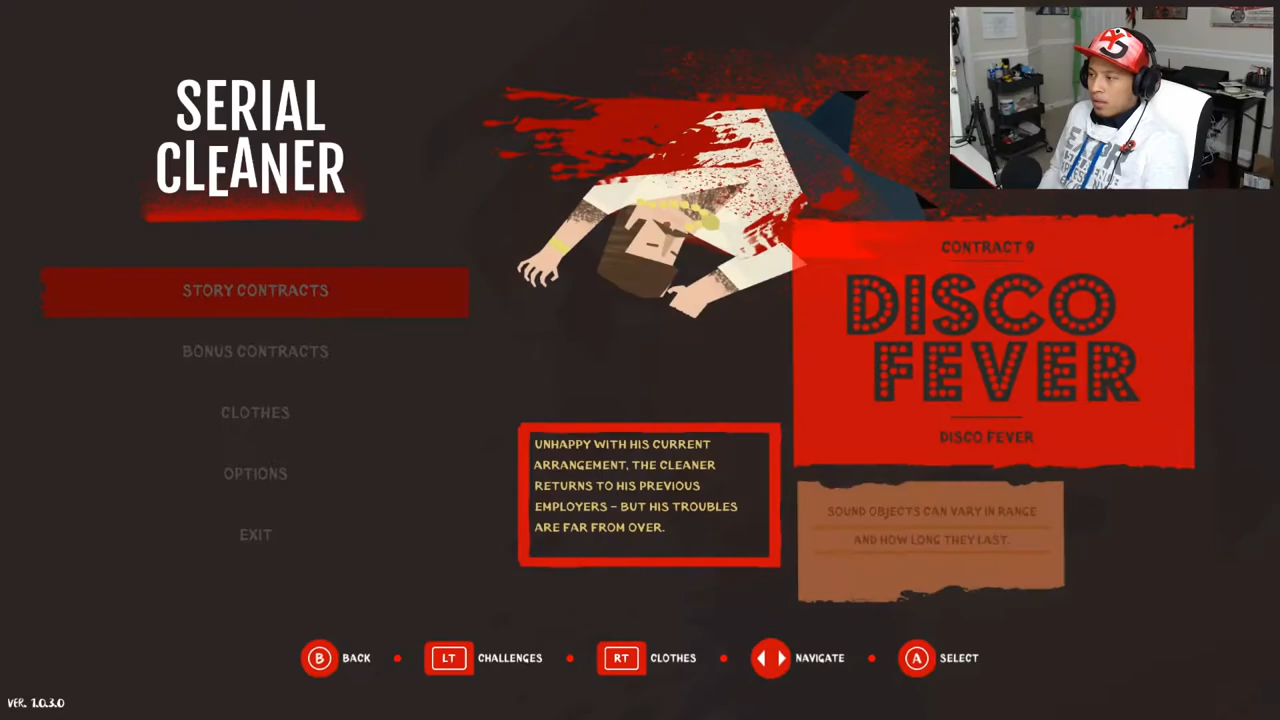 SERIAL
CLEANER
STORY CONTRACTS
BONUS CONTRACTS
CLOTHES
OPTIONS
EXIT
CONTRACT 9
DISCO
FEVER
DISCO FEVER
UNHAPPY WITH HIS CURRENT
ARRANGEMENT, THE CLEANER
RETURNS TO HIS PREVIOUS
EMPLOYERS – BUT HIS TROUBLES
ARE FAR FROM OVER.
SOUND OBJECTS CAN VARY IN RANGE
AND HOW LONG THEY LAST.
B BACK • LT CHALLENGES • RT CLOTHES • NAVIGATE • A SELECT
VER. 1.0.3.0